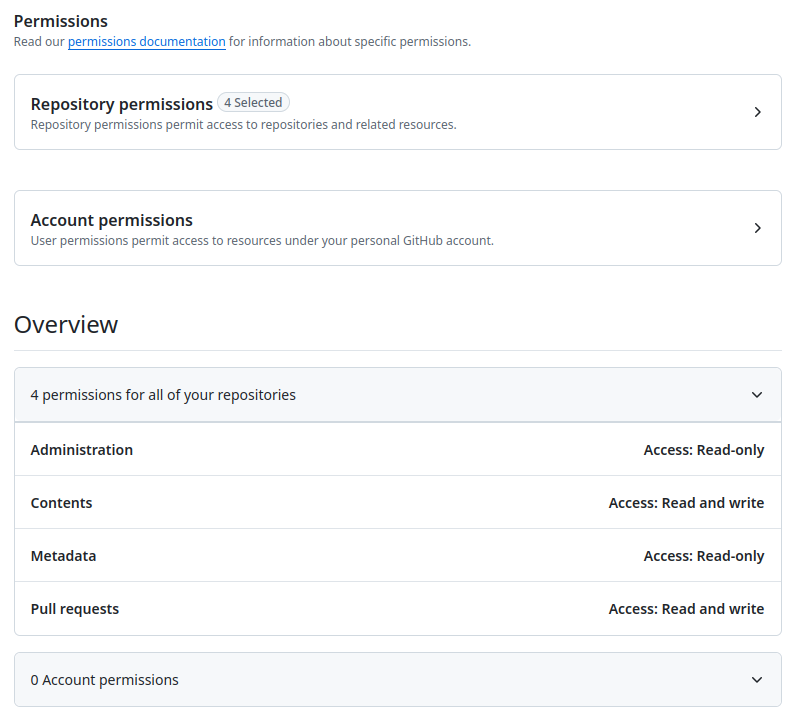 Permissions
Read our permissions documentation for information about specific permissions.
Repository permissions 4 Selected
Repository permissions permit access to repositories and related resources.
Account permissions
User permissions permit access to resources under your personal GitHub account.
Overview
4 permissions for all of your repositories
Administration Access: Read-only
Contents Access: Read and write
Metadata Access: Read-only
Pull requests Access: Read and write
0 Account permissions